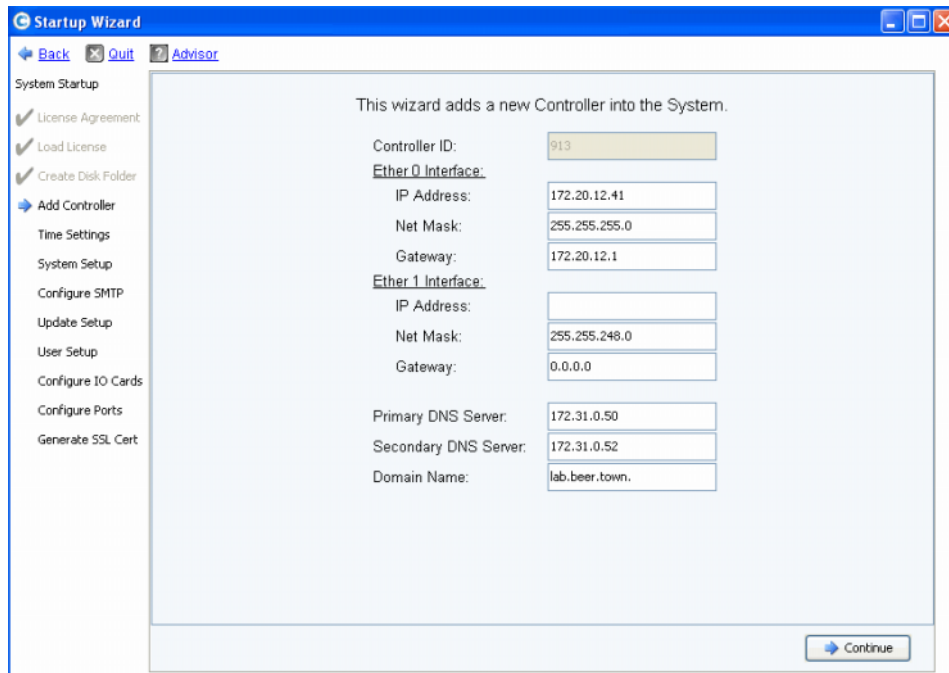 Startup Wizard
Back Quit Advisor
System Startup
License Agreement
Load License
Create Disk Folder
Add Controller
Time Settings
System Setup
Configure SMTP
Update Setup
User Setup
Configure IO Cards
Configure Ports
Generate SSL Cert
This wizard adds a new Controller into the System.
Controller ID: 913
Ether 0 Interface:
IP Address: 172.20.12.41
Net Mask: 255.255.255.0
Gateway: 172.20.12.1
Ether 1 Interface:
IP Address:
Net Mask: 255.255.248.0
Gateway: 0.0.0.0
Primary DNS Server: 172.31.0.50
Secondary DNS Server: 172.31.0.52
Domain Name: lab.beer.town.
Continue